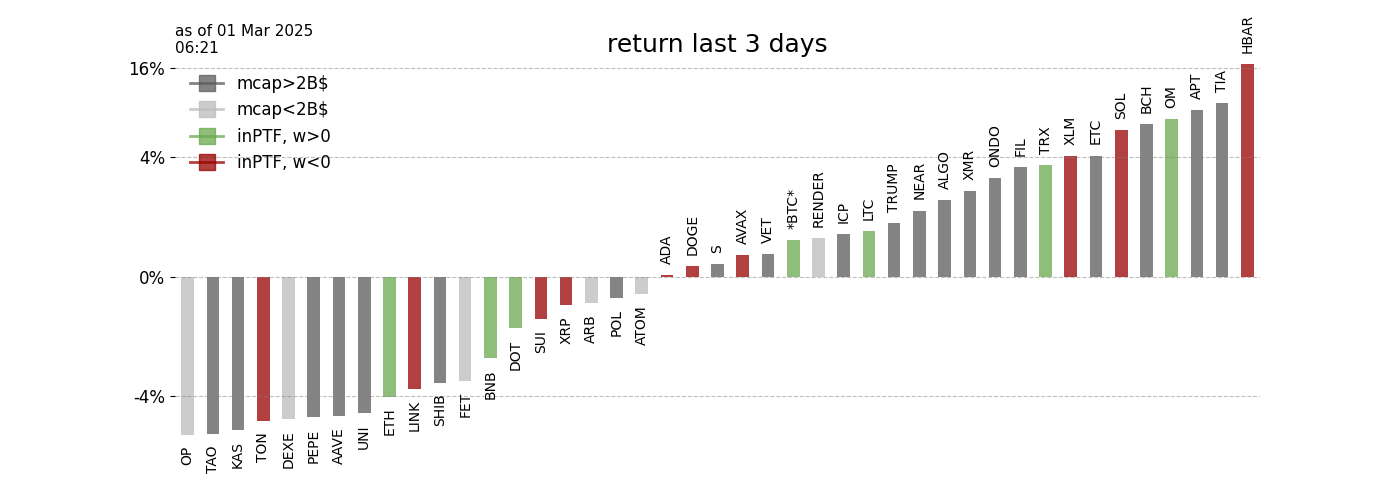 as of 01 Mar 2025
06:21
return last 3 days
16%
4%
0%
-4%
mcap>2B$
mcap<2B$
inPTF, w>0
inPTF, w<0
OP
TAO
KAS
TON
DEXE
PEPE
AAVE
UNI
ETH
LINK
SHIB
FET
BNB
DOT
SUI
XRP
ARB
POL
ATOM
ADA
DOGE
S
AVAX
VET
*BTC*
RENDER
ICP
LTC
TRUMP
NEAR
ALGO
XMR
ONDO
FIL
TRX
XLM
ETC
SOL
BCH
OM
APT
TIA
HBAR